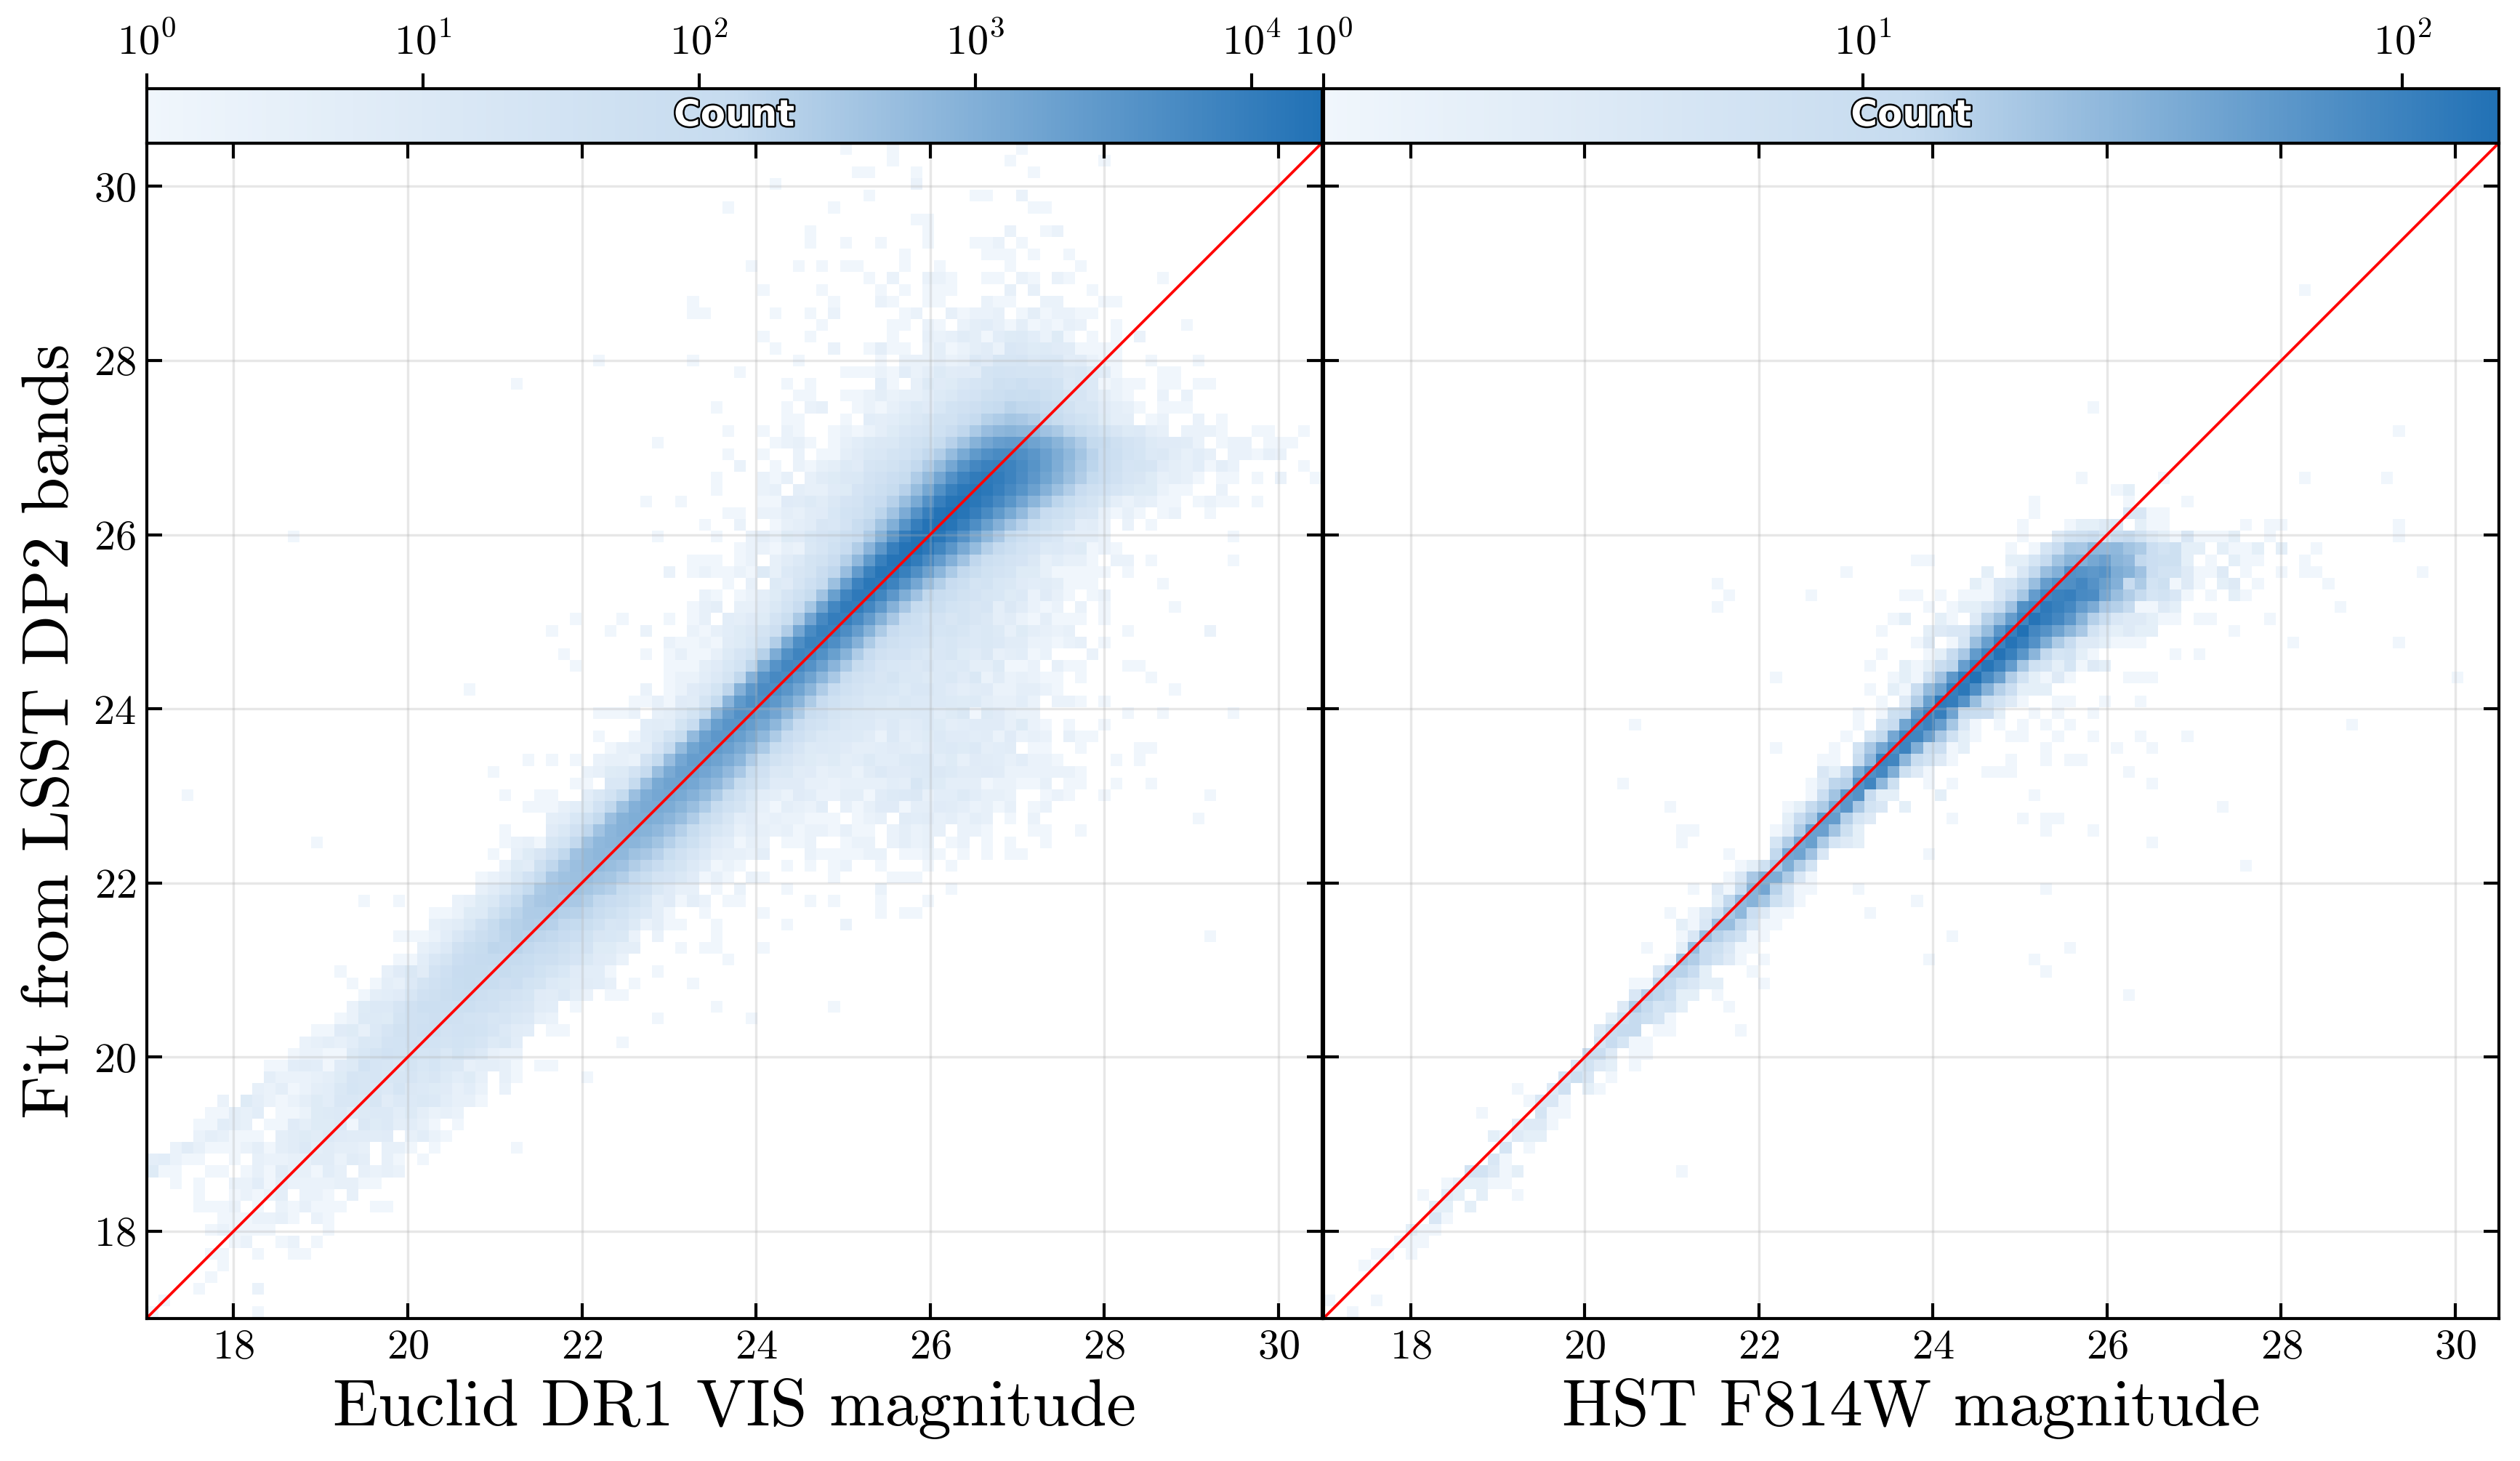 10^0 10^1 10^2 10^3 10^4 10^0 10^1 10^2
Count Count
30
28
26
24
22
20
18
Fit from LSST DP2 bands
18 20 22 24 26 28 30 18 20 22 24 26 28 30
Euclid DR1 VIS magnitude HST F814W magnitude